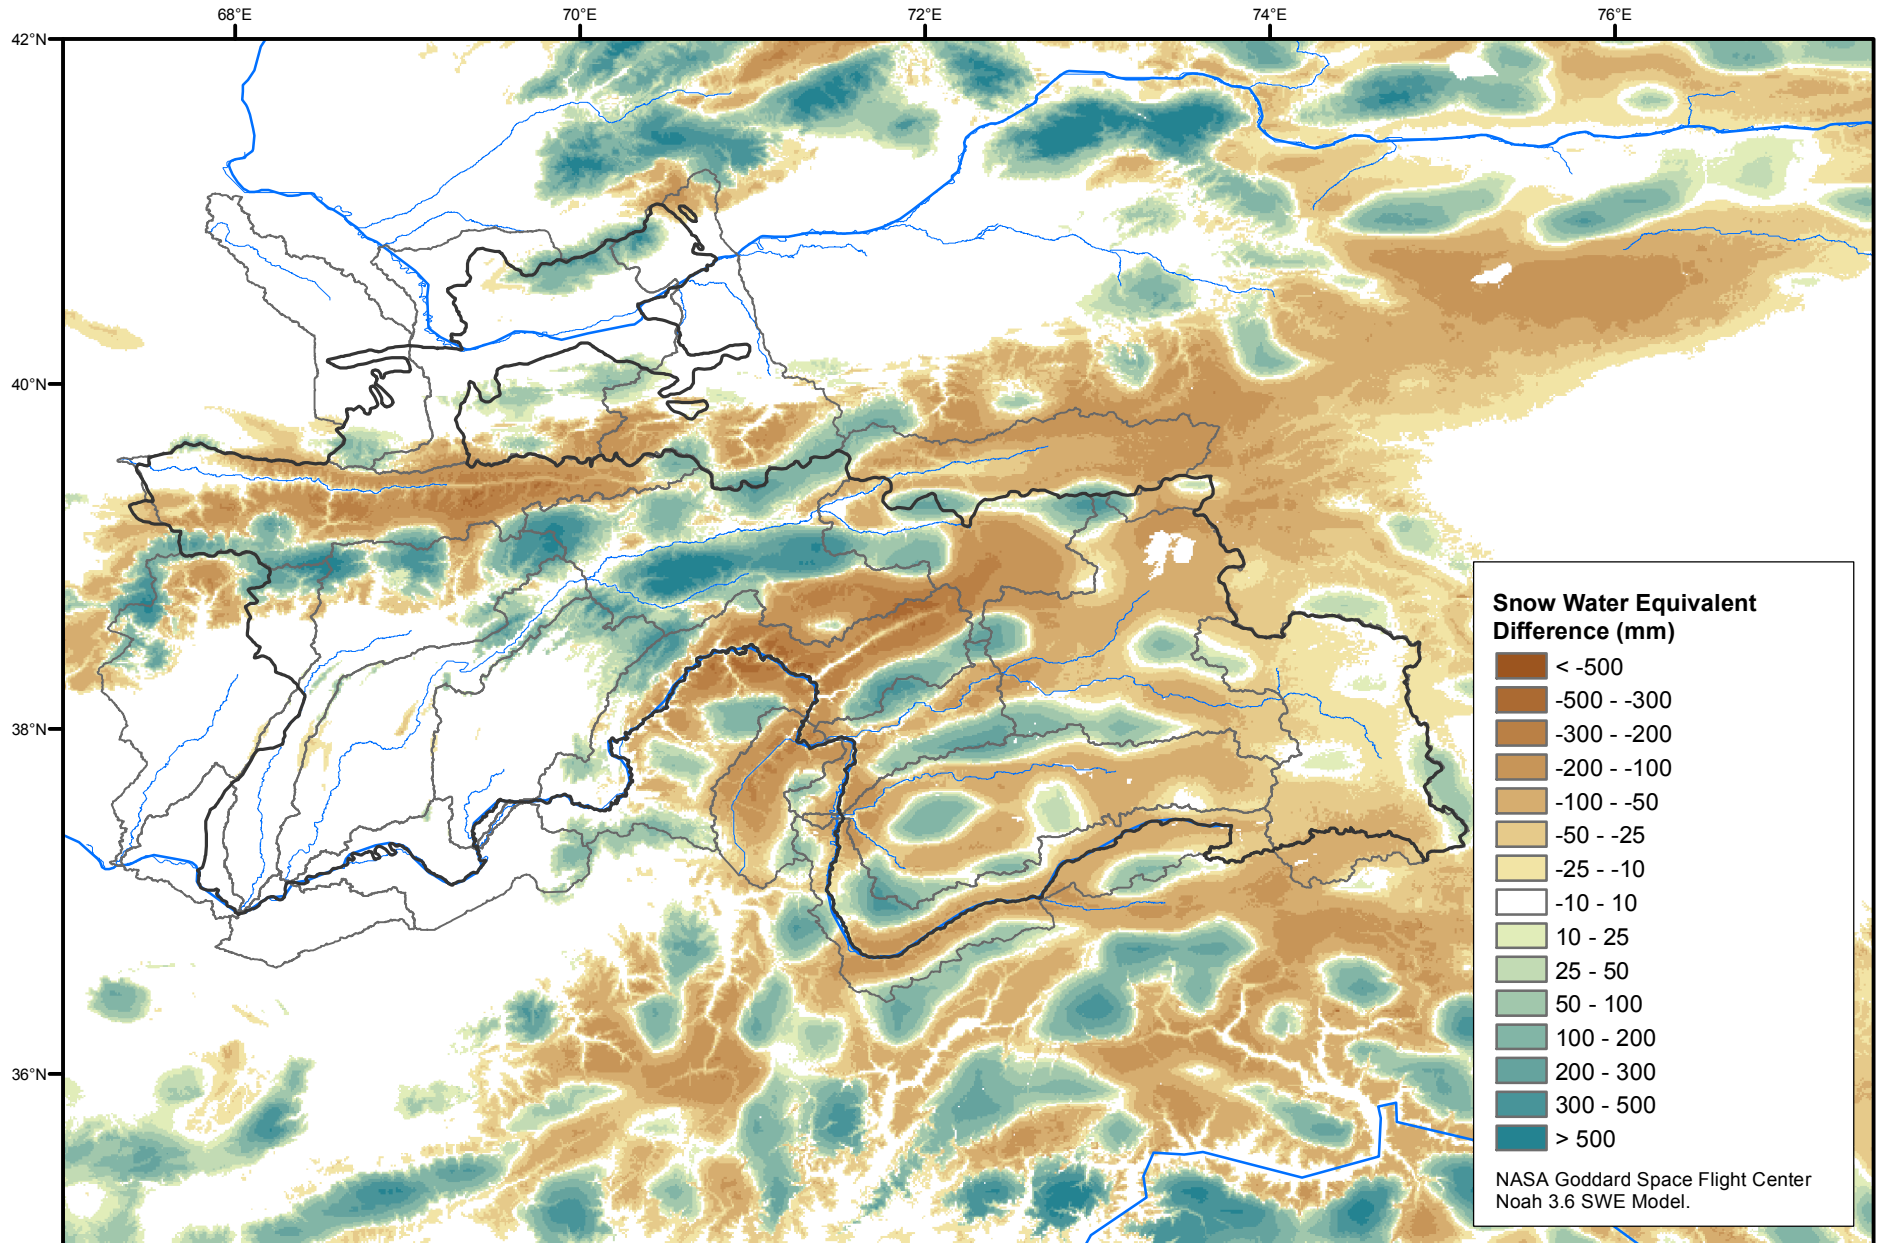 68°E 70°E 72°E 74°E 76°E
42°N
40°N
38°N
36°N
Snow Water Equivalent
Difference (mm)
< -500
-500 - -300
-300 - -200
-200 - -100
-100 - -50
-50 - -25
-25 - -10
-10 - 10
10 - 25
25 - 50
50 - 100
100 - 200
200 - 300
300 - 500
> 500
NASA Goddard Space Flight Center
Noah 3.6 SWE Model.